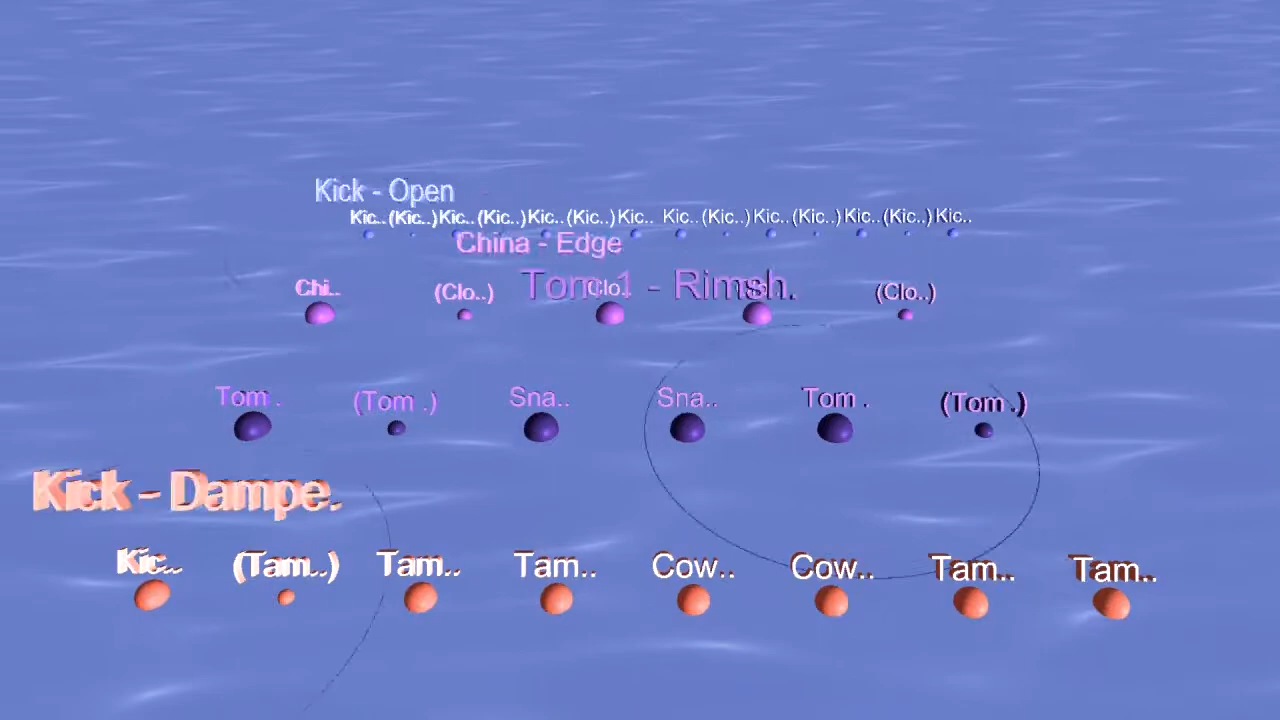 Kick - Open
Kic.. (Kic..) Kic.. (Kic..) Kic.. (Kic..) Kic.. Kic.. (Kic..) Kic.. (Kic..) Kic.. (Kic..) Kic..
China - Edge
Tom 1 - Rimsh.
Chi.. (Clo..) Clo.. (Clo..)
Tom . (Tom .) Sna.. Sna.. Tom . (Tom .)
Kick - Dampe.
Kic.. (Tam..) Tam.. Tam.. Cow.. Cow.. Tam.. Tam..